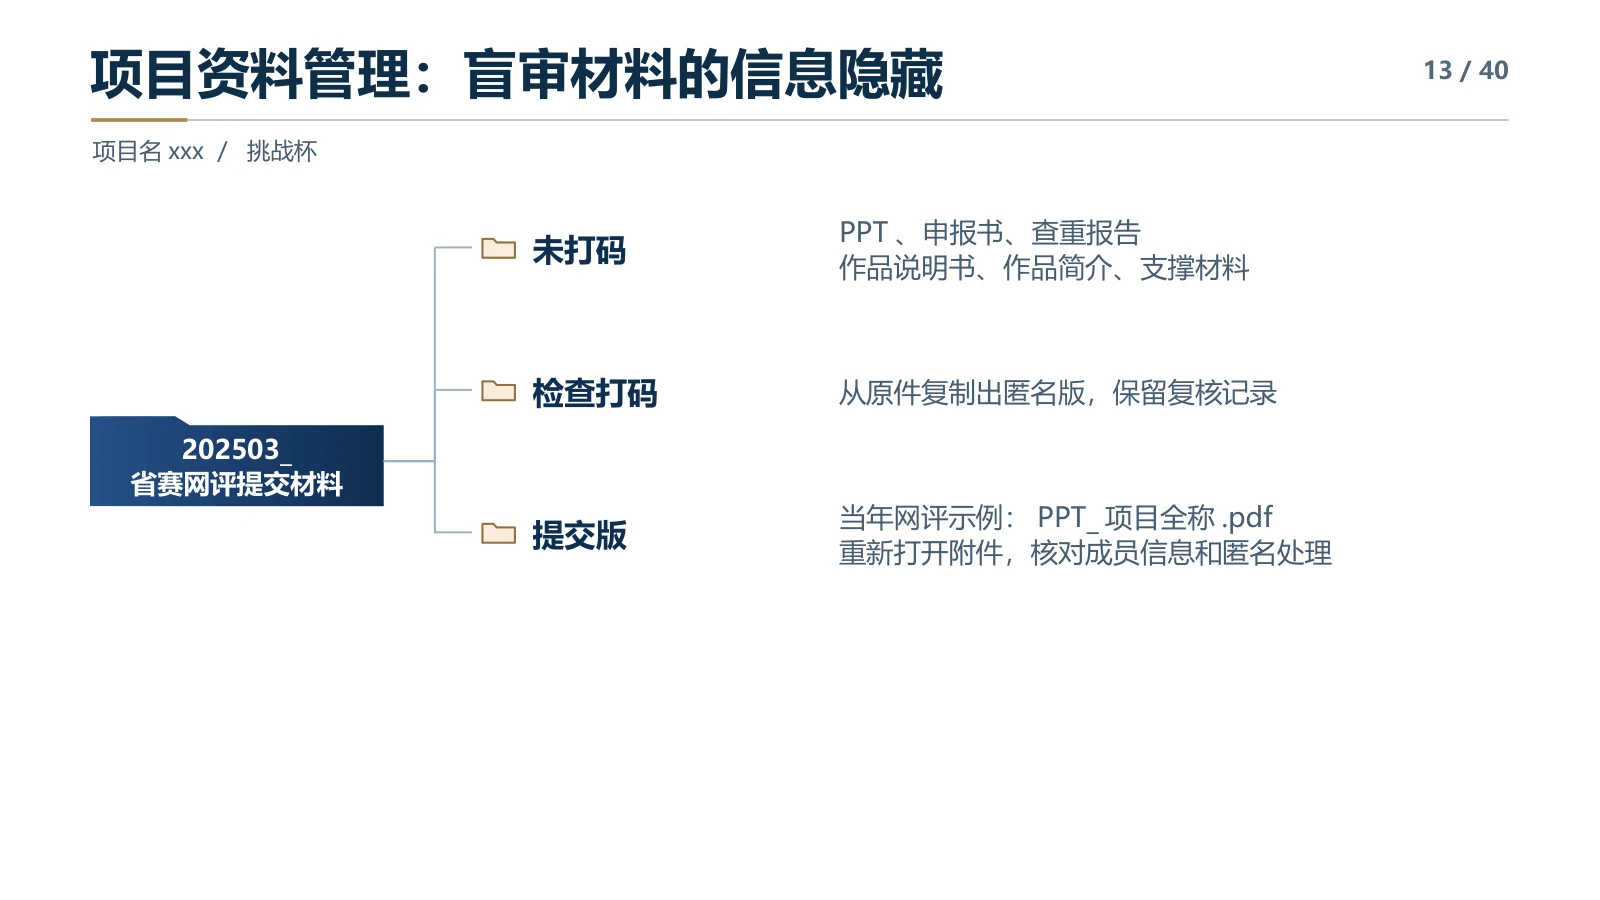 项目资料管理：盲审材料的信息隐藏
13 / 40
项目名 xxx / 挑战杯
未打码
PPT 、申报书、查重报告
作品说明书、作品简介、支撑材料
检查打码
从原件复制出匿名版，保留复核记录
202503_
省赛网评提交材料
提交版
当年网评示例： PPT_ 项目全称 .pdf
重新打开附件，核对成员信息和匿名处理